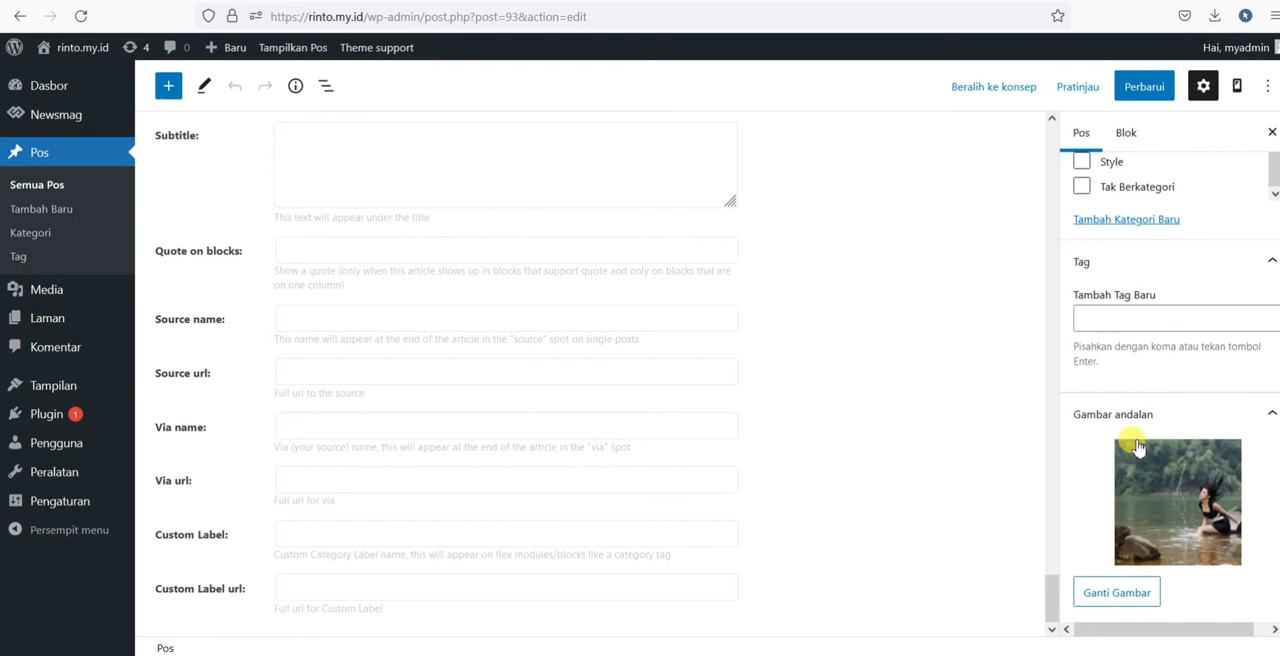 https://rinto.my.id/wp-admin/post.php?post=93&action=edit
rinto.my.id 4 0 Baru Tampilkan Pos Theme support Hai, myadmin
Dasbor
Newsmag
Pos
Semua Pos
Tambah Baru
Kategori
Tag
Media
Laman
Komentar
Tampilan
Plugin 1
Pengguna
Peralatan
Pengaturan
Persempit menu
Beralih ke konsep Pratinjau Perbarui
Subtitle:
This text will appear under the title
Quote on blocks:
Show a quote (only when this article shows up in blocks that support quote and only on blocks that are
on one column)
Source name:
This name will appear at the end of the article in the "source" spot on single posts
Source url:
Full url to the source
Via name:
Via (your source) name, this will appear at the end of the article in the "via" spot
Via url:
Full url for via
Custom Label:
Custom Category Label name, this will appear on flex modules/blocks like a category tag
Custom Label url:
Full url for Custom Label
Pos
Pos Blok
Style
Tak Berkategori
Tambah Kategori Baru
Tag
Tambah Tag Baru
Pisahkan dengan koma atau tekan tombol
Enter.
Gambar andalan
Ganti Gambar